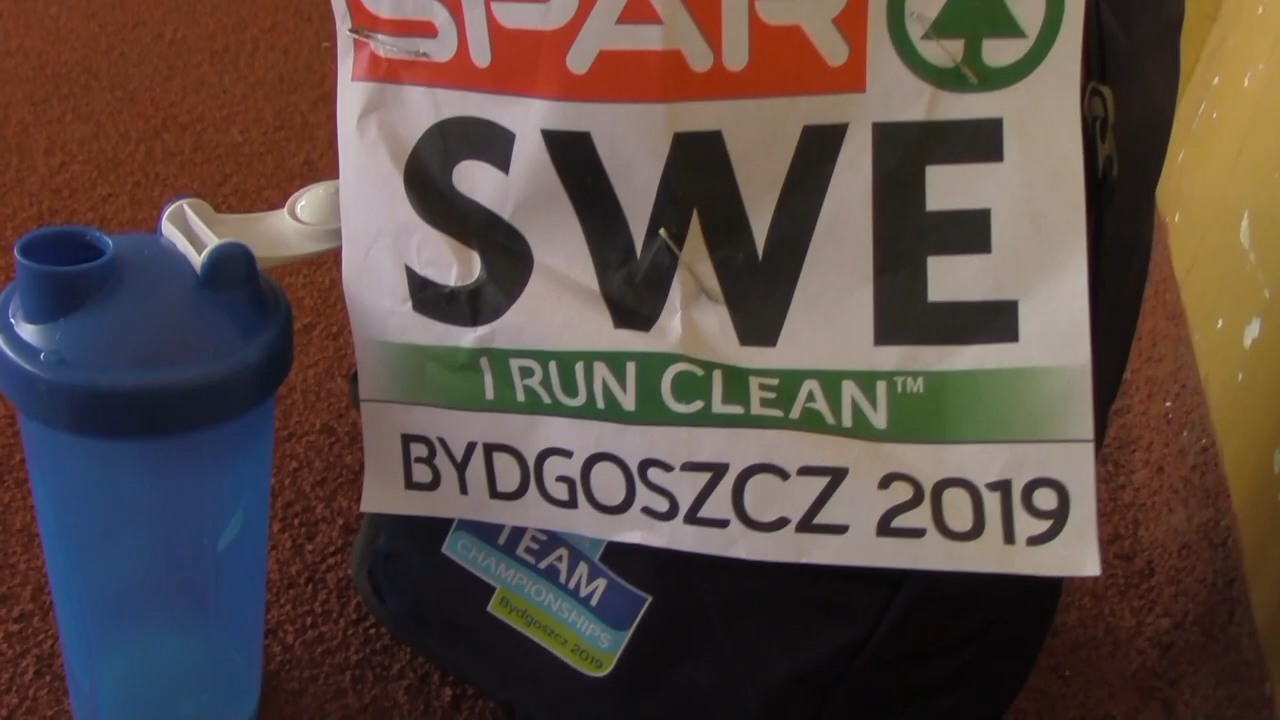 SPAR
SWE
I RUN CLEAN™
BYDGOSZCZ 2019
TEAM
CHAMPIONSHIPS
Bydgoszcz 2019